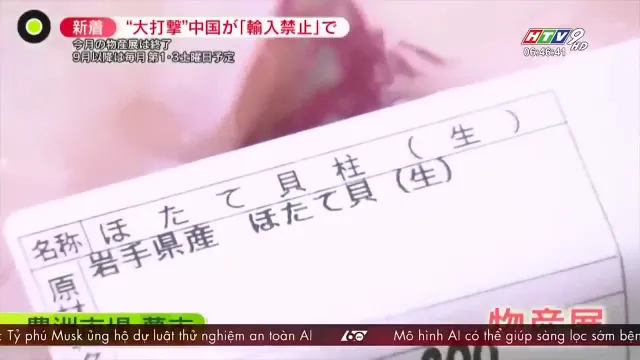 新着
“大打撃”中国が「輸入禁止」で
今月の物産展は終了
9月以降は毎月 第1・3土曜日予定
HTV9 HD
06:46:41
名称
ほたて貝柱(生)
岩手県産 ほたて貝(生)
原
物産展
Tỷ phú Musk ủng hộ dự luật thử nghiệm an toàn AI
60
Mô hình AI có thể giúp sàng lọc sớm bện